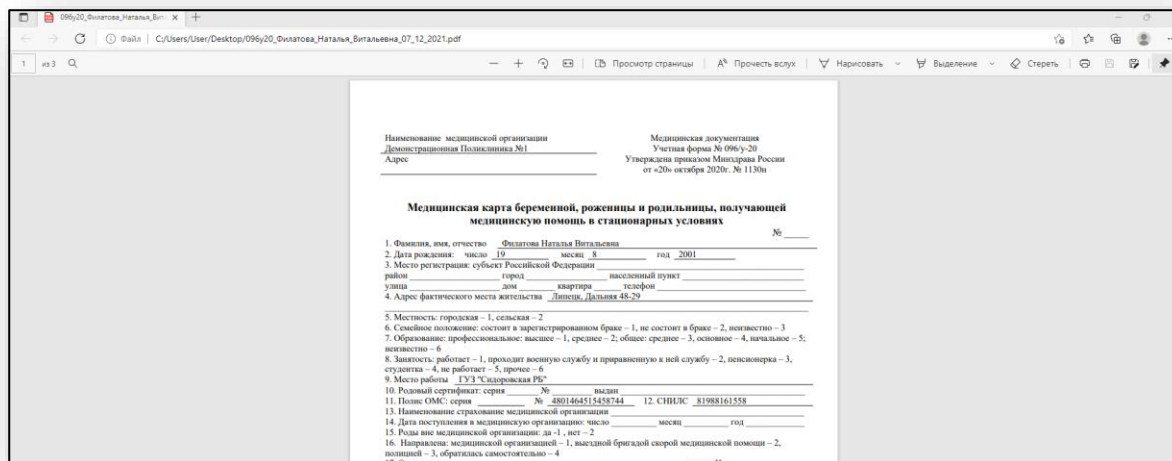 096у20_Филатова_Наталья_Вит
Файл | C:/Users/User/Desktop/096у20_Филатова_Наталья_Витальевна_07_12_2021.pdf
1 из 3 Просмотр страницы Прочесть вслух Нарисовать Выделение Стереть
Наименование медицинской организации
Демонстрационная Поликлиника №1
Адрес
Медицинская документация
Учетная форма № 096/у-20
Утверждена приказом Минздрава России
от «20» октября 2020г. № 1130н
Медицинская карта беременной, роженицы и родильницы, получающей
медицинскую помощь в стационарных условиях
№ _____
1. Фамилия, имя, отчество Филатова Наталья Витальевна
2. Дата рождения: число 19 месяц 8 год 2001
3. Место регистрации: субъект Российской Федерации
район город населенный пункт
улица дом квартира телефон
4. Адрес фактического места жительства Липецк, Дальняя 48-29
5. Местность: городская – 1, сельская – 2
6. Семейное положение: состоит в зарегистрированном браке – 1, не состоит в браке – 2, неизвестно – 3
7. Образование: профессиональное: высшее – 1, среднее – 2; общее: среднее – 3, основное – 4, начальное – 5;
неизвестно – 6
8. Занятость: работает – 1, проходит военную службу и приравненную к ней службу – 2, пенсионерка – 3,
студентка – 4, не работает – 5, прочее – 6
9. Место работы ГУЗ "Сидоровская РБ"
10. Родовый сертификат: серия № выдан
11. Полис ОМС: серия № 4801464515458744 12. СНИЛС 81988161558
13. Наименование страхование медицинской организации
14. Дата поступления в медицинскую организацию: число месяц год
15. Роды вне медицинской организации: да -1 , нет – 2
16. Направлена: медицинской организацией – 1, выездной бригадой скорой медицинской помощи – 2,
полицией – 3, обратилась самостоятельно – 4